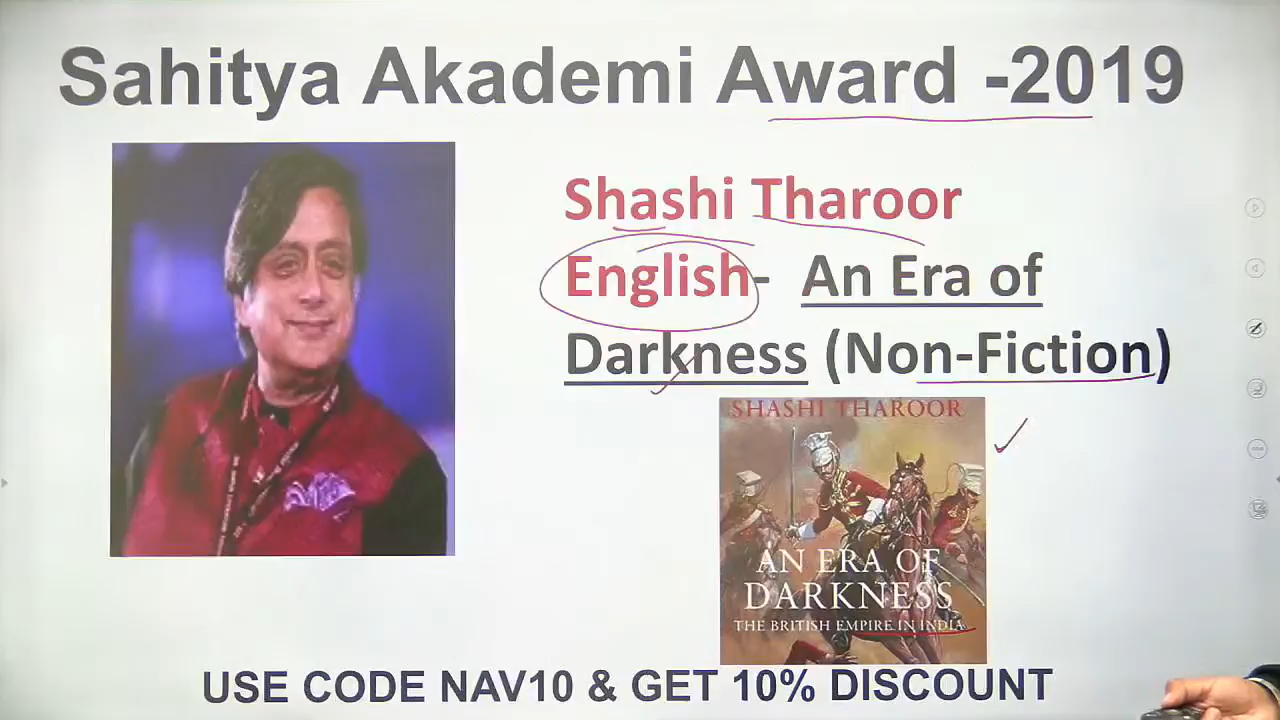 Sahitya Akademi Award -2019
Shashi Tharoor
English- An Era of
Darkness (Non-Fiction)
SHASHI THAROOR
AN ERA OF
DARKNESS
THE BRITISH EMPIRE IN INDIA
USE CODE NAV10 & GET 10% DISCOUNT